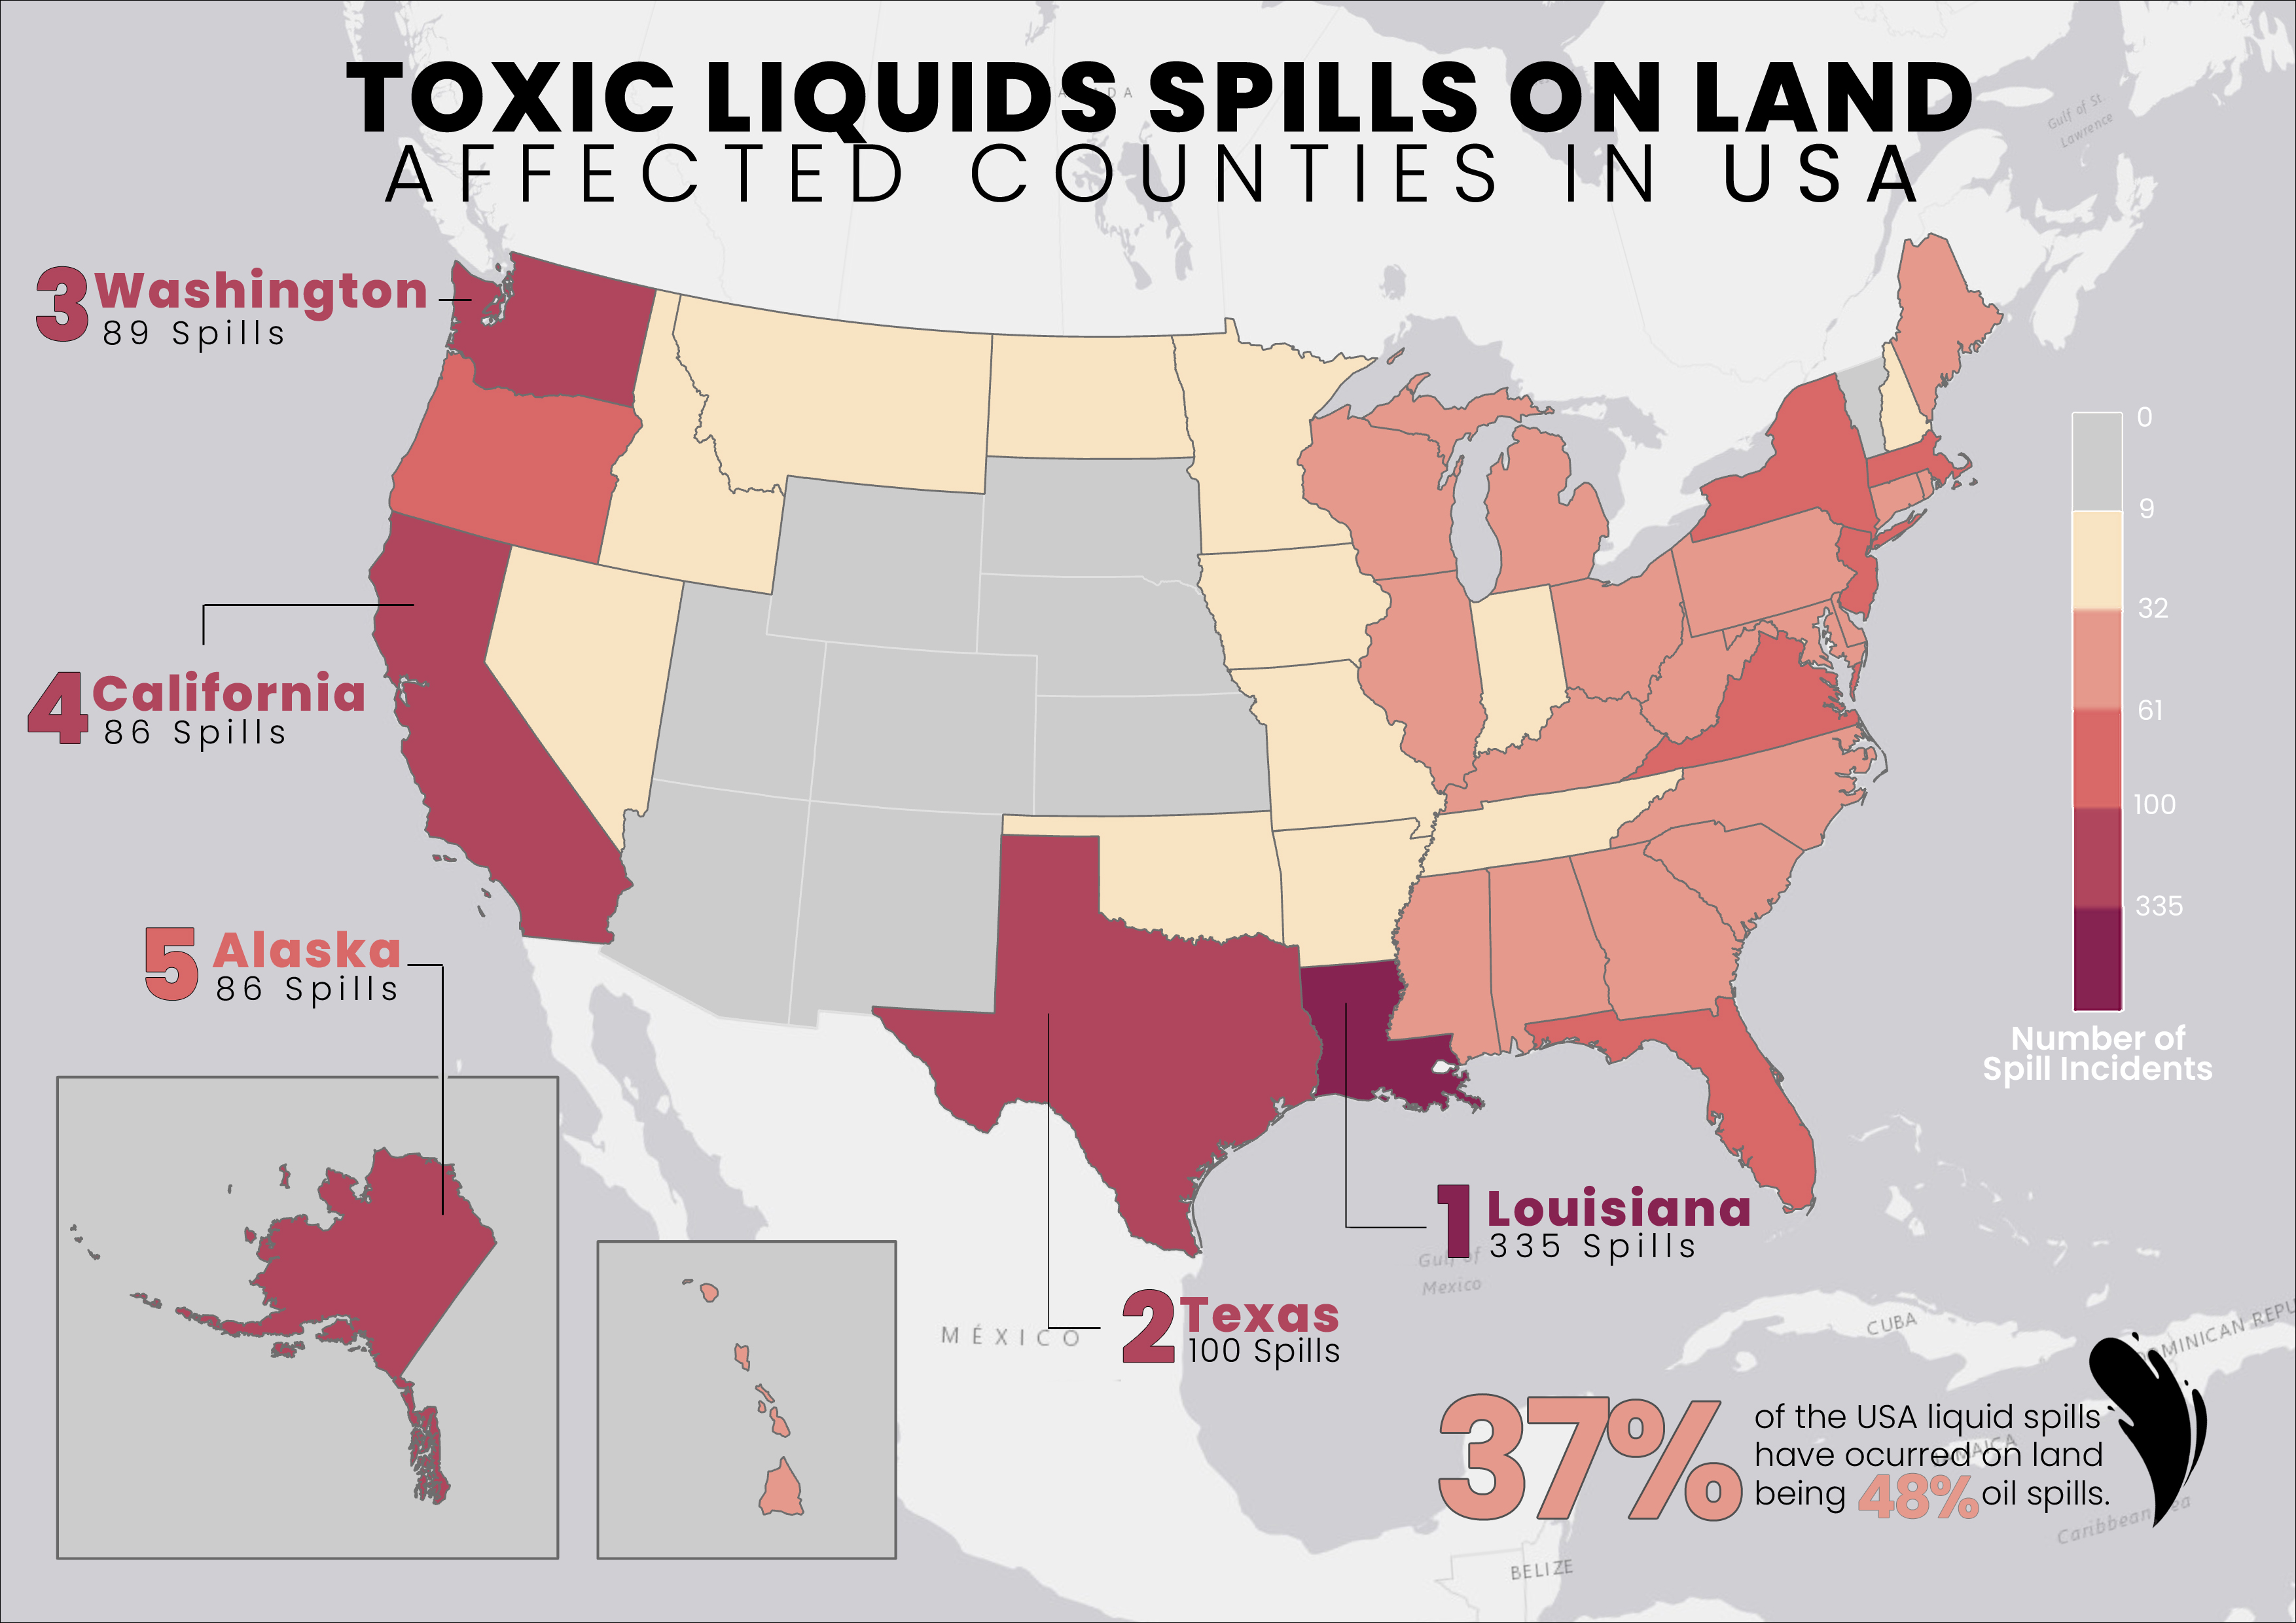 TOXIC LIQUIDS SPILLS ON LAND
AFFECTED COUNTIES IN USA
Gulf of St.
Lawrence
3 Washington
89 Spills
4 California
86 Spills
5 Alaska
86 Spills
0
9
32
61
100
335
Number of
Spill Incidents
1 Louisiana
335 Spills
Gulf of
Mexico
2 Texas
100 Spills
MÉXICO
CUBA
37%
of the USA liquid spills
have ocurred on land
being 48% oil spills.
Caribbean
BELIZE